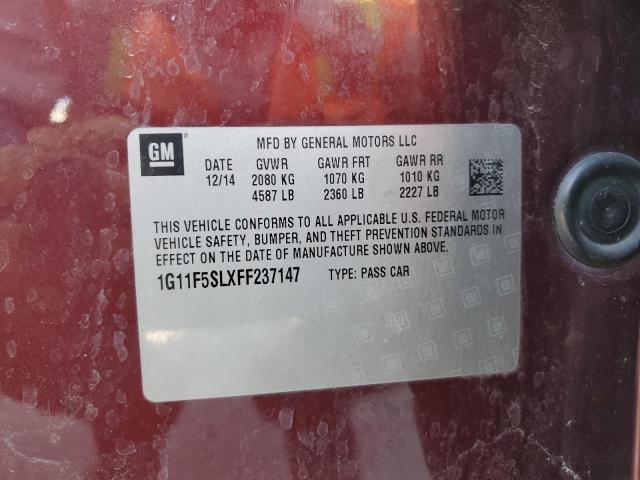 GM
MFD BY GENERAL MOTORS LLC
DATE GVWR GAWR FRT GAWR RR
12/14 2080 KG 1070 KG 1010 KG
4587 LB 2360 LB 2227 LB
THIS VEHICLE CONFORMS TO ALL APPLICABLE U.S. FEDERAL MOTOR
VEHICLE SAFETY, BUMPER, AND THEFT PREVENTION STANDARDS IN
EFFECT ON THE DATE OF MANUFACTURE SHOWN ABOVE.
1G11F5SLXFF237147 TYPE: PASS CAR